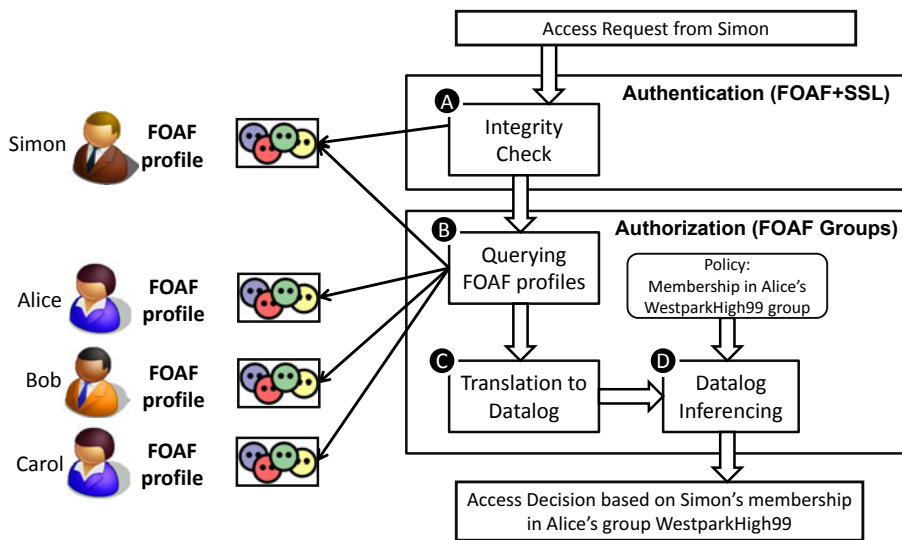 Access Request from Simon
Authentication (FOAF+SSL)
A
Integrity
Check
Simon
FOAF
profile
Authorization (FOAF Groups)
B
Querying
FOAF profiles
Policy:
Membership in Alice's
WestparkHigh99 group
Alice
FOAF
profile
C
Translation to
Datalog
D
Datalog
Inferencing
Bob
FOAF
profile
Carol
FOAF
profile
Access Decision based on Simon's membership
in Alice's group WestparkHigh99